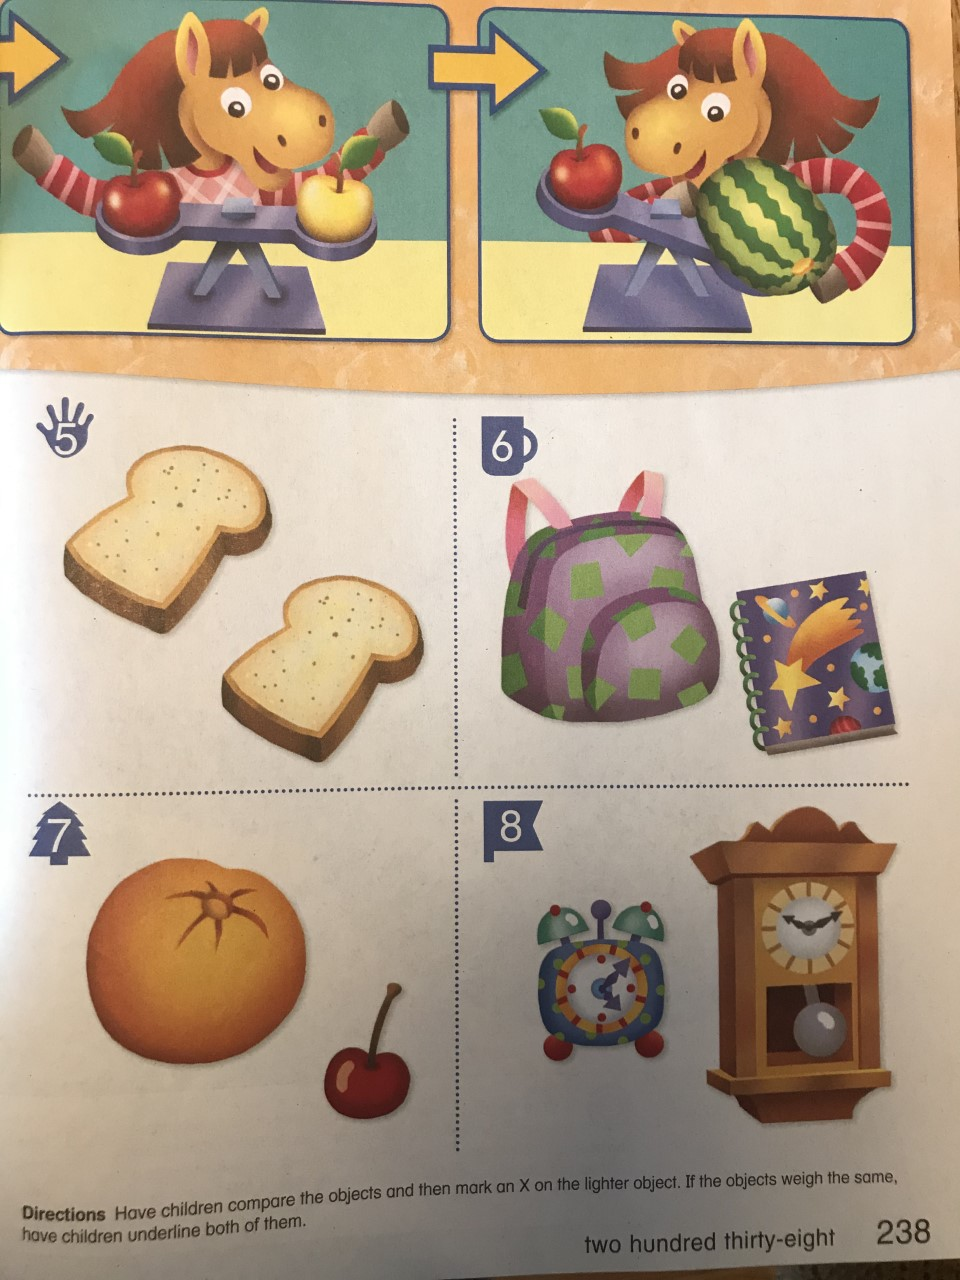 5
6
7
8
Directions Have children compare the objects and then mark an X on the lighter object. If the objects weigh the same,
have children underline both of them.
two hundred thirty-eight 238